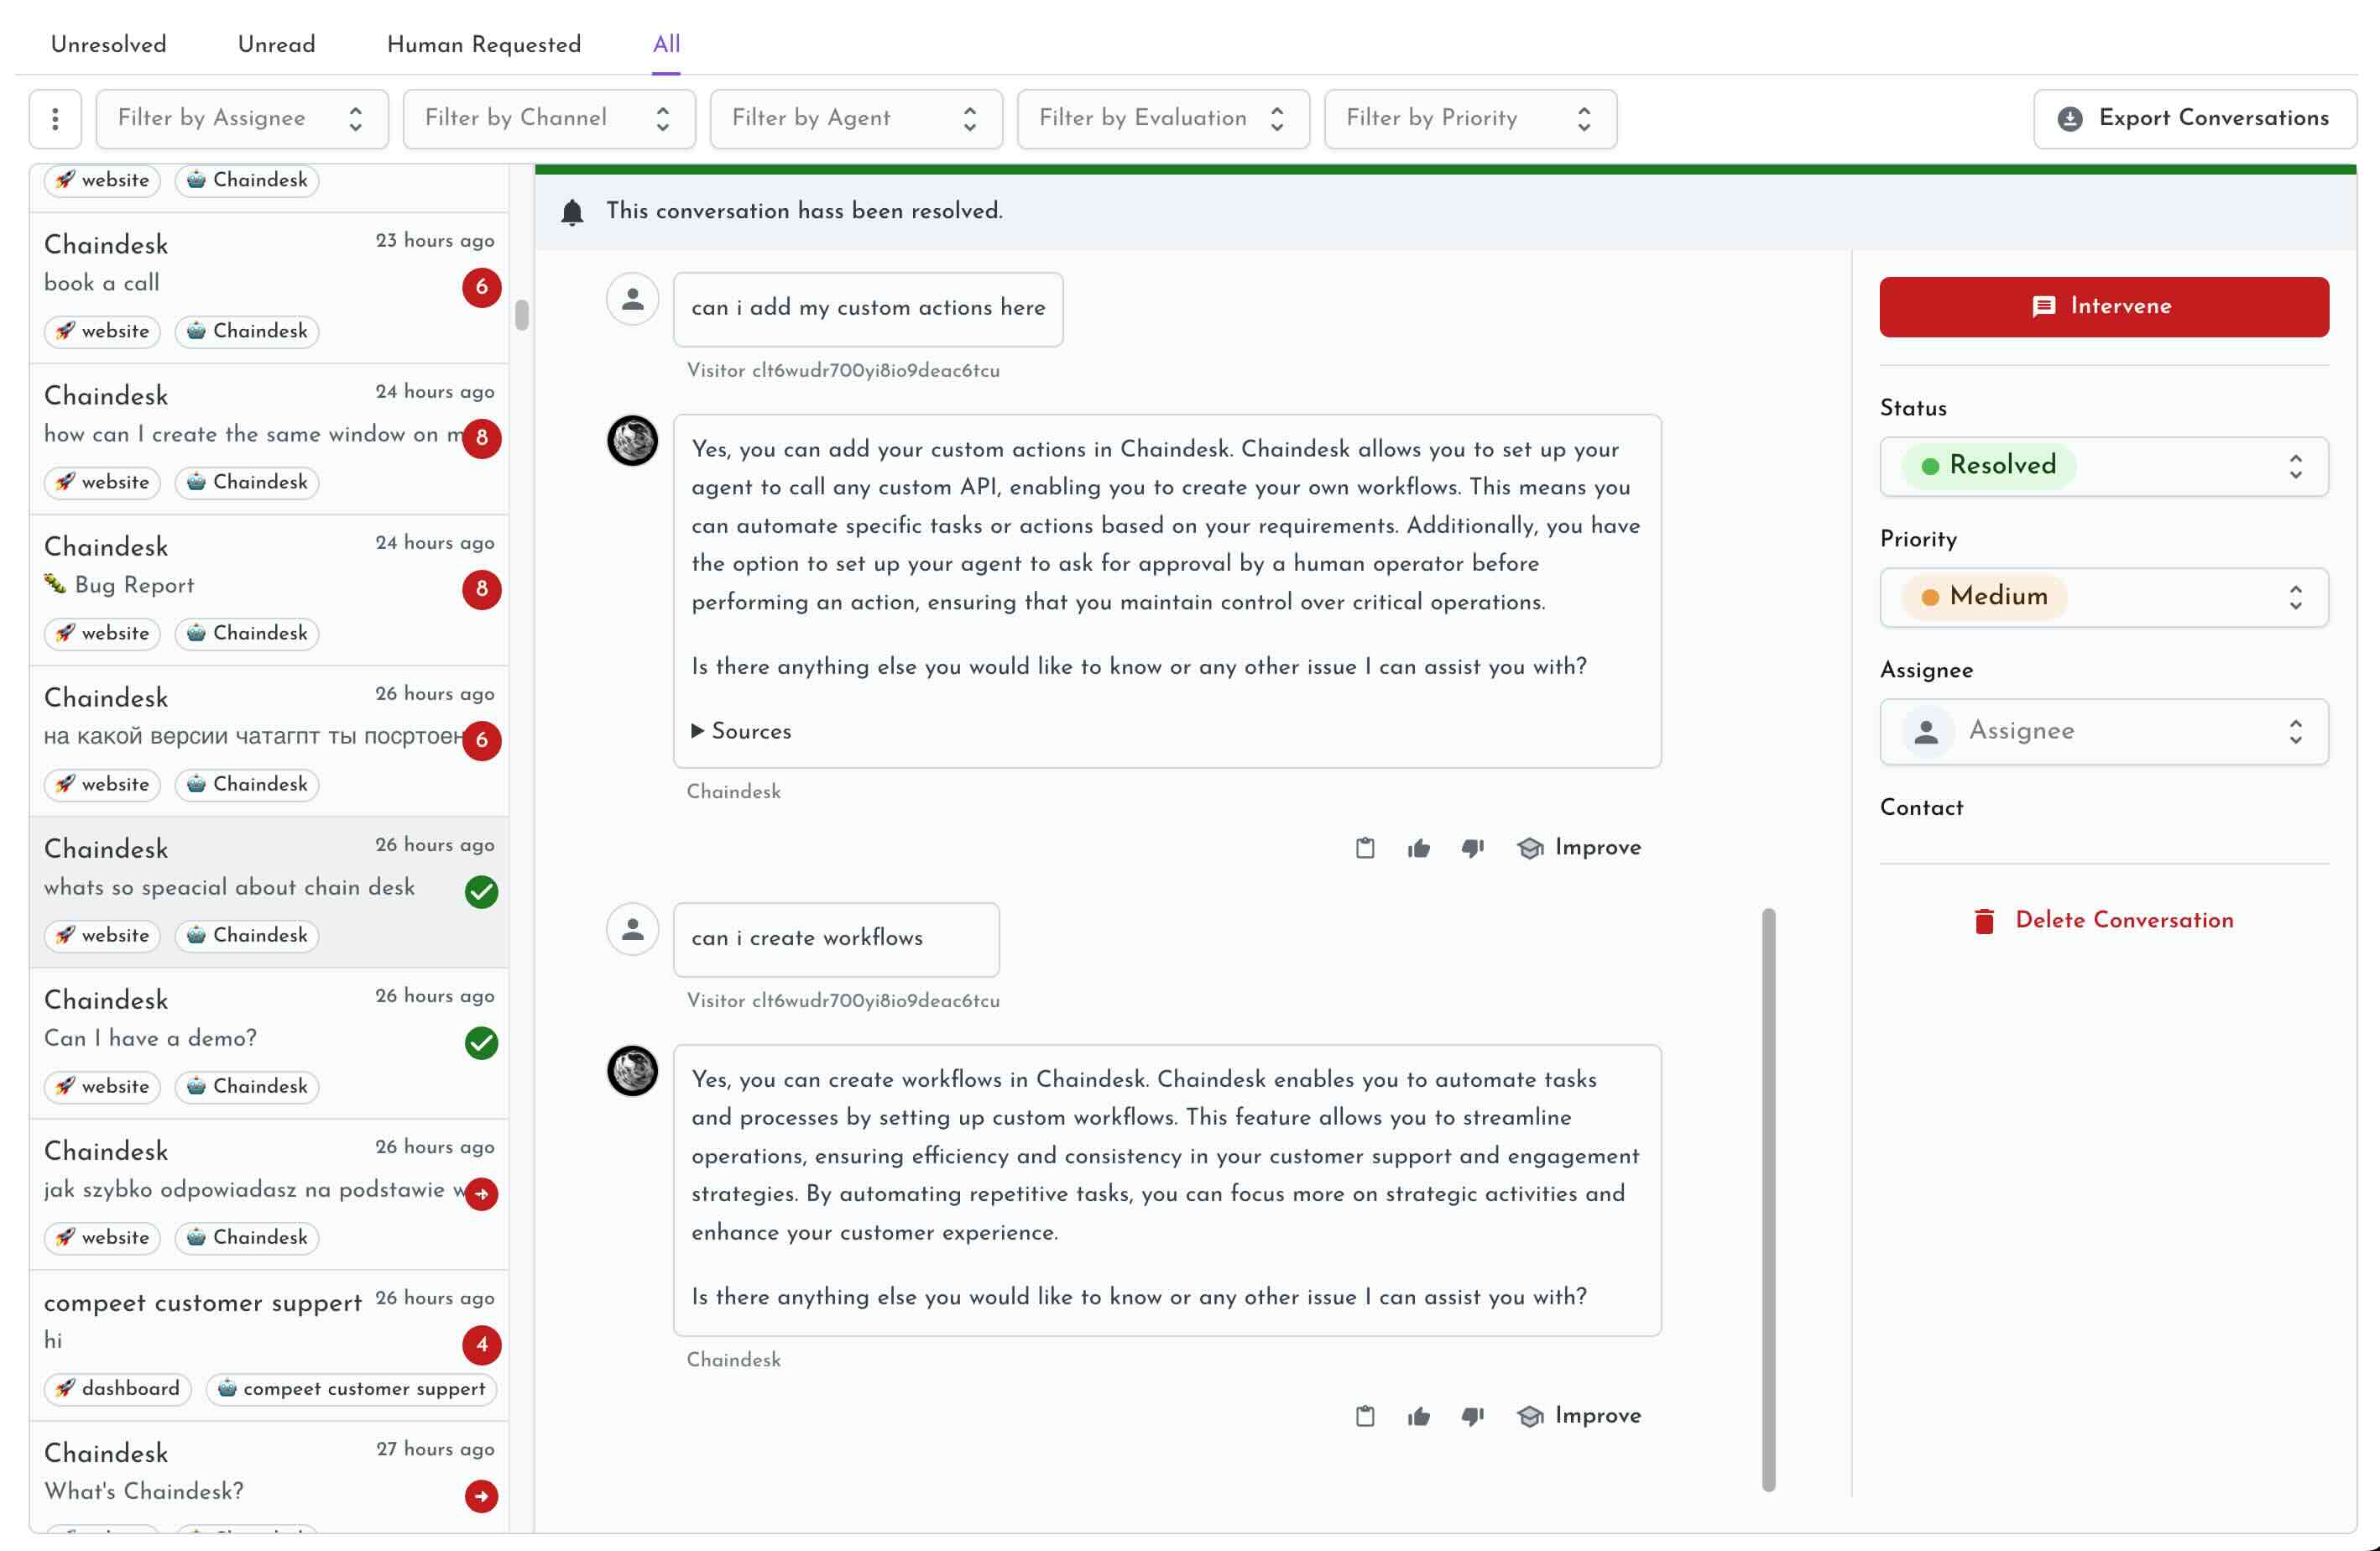 Unresolved
Unread
Human Requested
All
Filter by Assignee
Filter by Channel
Filter by Agent
Filter by Evaluation
Filter by Priority
Export Conversations
website
Chaindesk
Chaindesk
23 hours ago
book a call
6
website
Chaindesk
Chaindesk
24 hours ago
how can I create the same window on
8
website
Chaindesk
Chaindesk
24 hours ago
Bug Report
8
website
Chaindesk
Chaindesk
26 hours ago
на какой версии чатагпт ты посртоен
6
website
Chaindesk
Chaindesk
26 hours ago
whats so speacial about chain desk
website
Chaindesk
Chaindesk
26 hours ago
Can I have a demo?
website
Chaindesk
Chaindesk
26 hours ago
jak szybko odpowiadasz na podstawie
website
Chaindesk
compeet customer suppert
26 hours ago
hi
4
dashboard
compeet customer suppert
Chaindesk
27 hours ago
What's Chaindesk?
This conversation hass been resolved.
can i add my custom actions here
Visitor clt6wudr700yi8io9deac6tcu
Yes, you can add your custom actions in Chaindesk. Chaindesk allows you to set up your
agent to call any custom API, enabling you to create your own workflows. This means you
can automate specific tasks or actions based on your requirements. Additionally, you have
the option to set up your agent to ask for approval by a human operator before
performing an action, ensuring that you maintain control over critical operations.
Is there anything else you would like to know or any other issue I can assist you with?
Sources
Chaindesk
Improve
can i create workflows
Visitor clt6wudr700yi8io9deac6tcu
Yes, you can create workflows in Chaindesk. Chaindesk enables you to automate tasks
and processes by setting up custom workflows. This feature allows you to streamline
operations, ensuring efficiency and consistency in your customer support and engagement
strategies. By automating repetitive tasks, you can focus more on strategic activities and
enhance your customer experience.
Is there anything else you would like to know or any other issue I can assist you with?
Chaindesk
Improve
Intervene
Status
Resolved
Priority
Medium
Assignee
Assignee
Contact
Delete Conversation